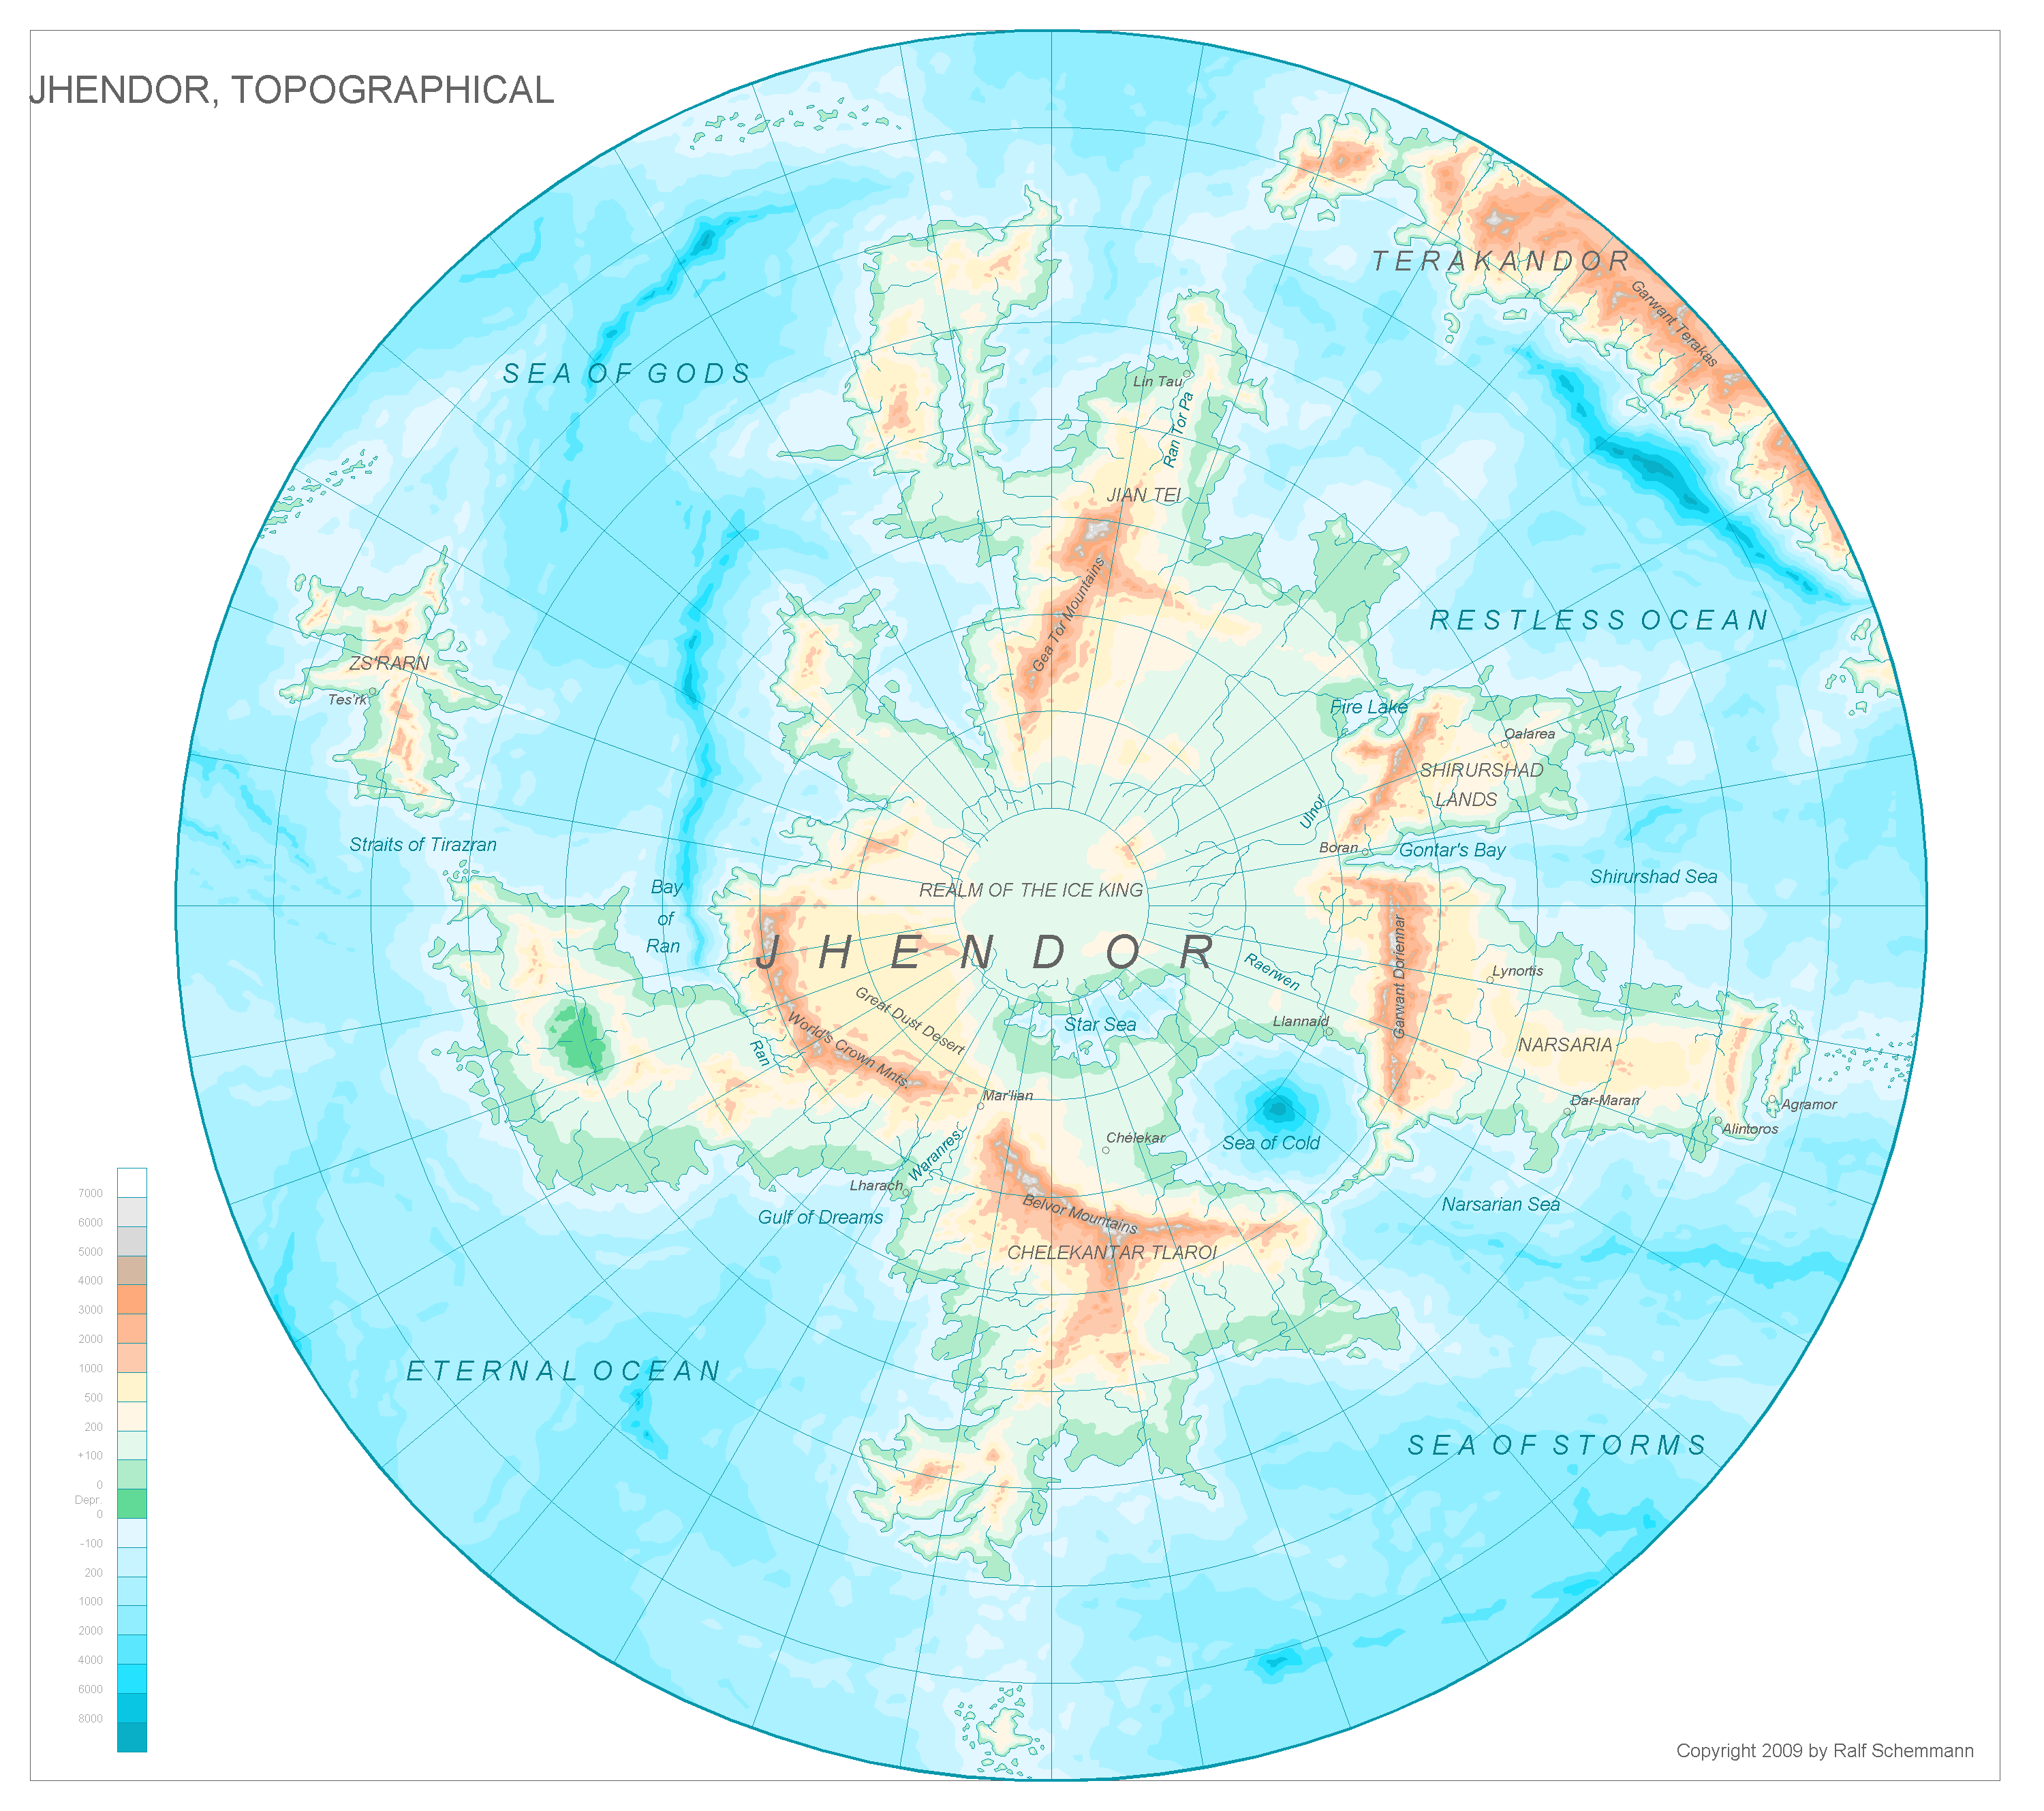 JHENDOR, TOPOGRAPHICAL
TERAKANDOR
Garwant Terakas
SEA OF GODS
Lin Tau
Ran Tor Pa
JIAN TEI
Gea Tor Mountains
RESTLESS OCEAN
ZS'RARN
Tes'rk
Fire Lake
Oalarea
SHIRURSHAD
LANDS
Ulnor
Boran
Gontar's Bay
Straits of Tirazran
Shirurshad Sea
Bay
of
Ran
REALM OF THE ICE KING
JHENDOR
Garwant Doriennar
Raerwen
Lynortis
Great Dust Desert
Star Sea
Llannaid
World's Crown Mnts.
Ran
NARSARIA
Mar'lian
Dar-Maran
Agramor
Alintoros
Waranres
Chélekar
Sea of Cold
Lharach
Gulf of Dreams
Belvor Mountains
Narsarian Sea
CHELEKANTAR TLAROI
ETERNAL OCEAN
SEA OF STORMS
7000
6000
5000
4000
3000
2000
1000
500
200
+100
0
Depr.
0
-100
200
1000
2000
4000
6000
8000
Copyright 2009 by Ralf Schemmann